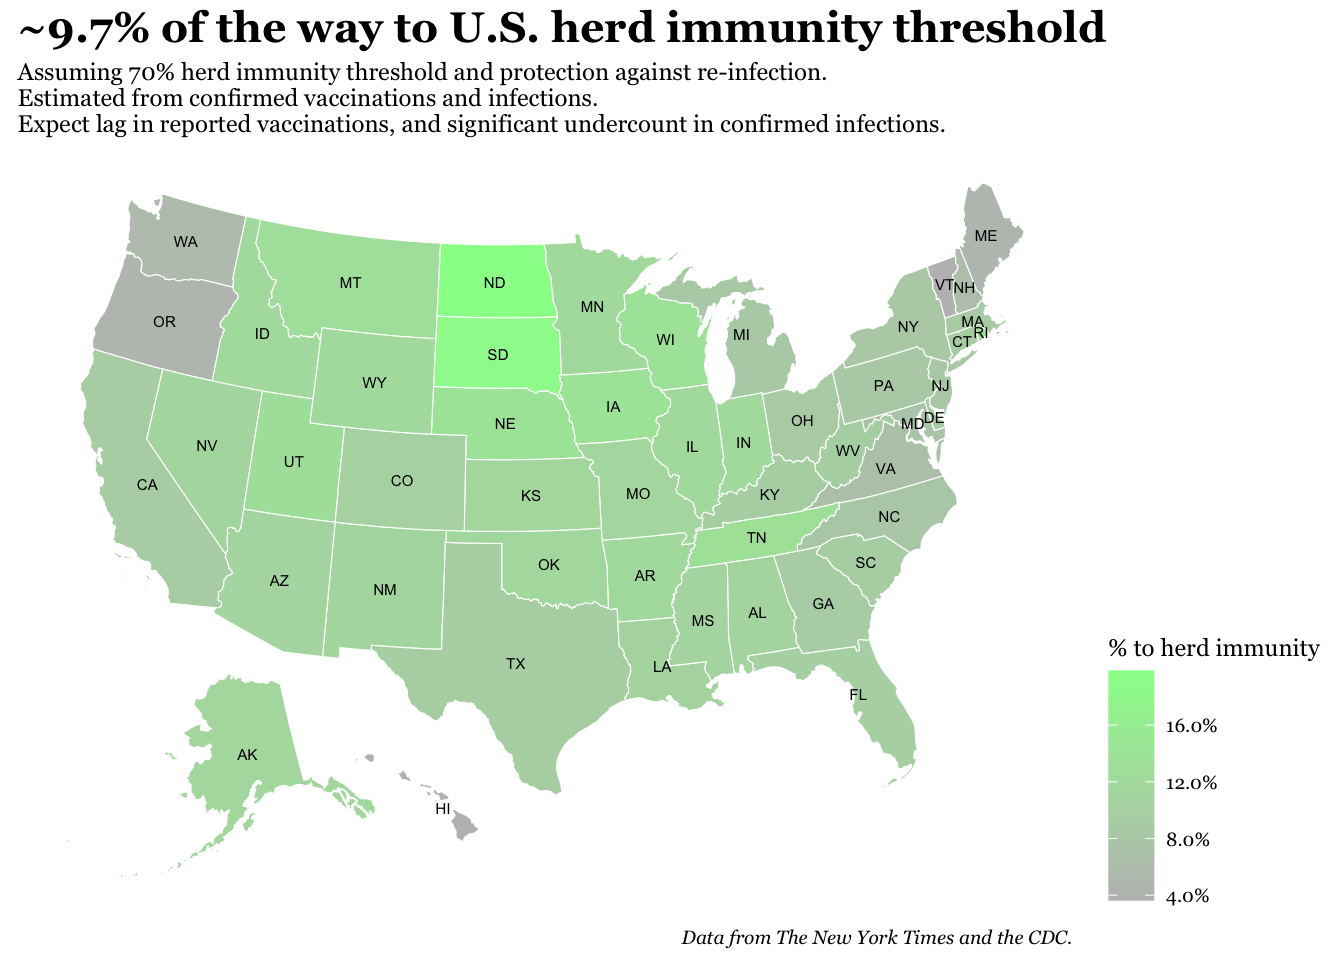 ~9.7% of the way to U.S. herd immunity threshold
Assuming 70% herd immunity threshold and protection against re-infection.
Estimated from confirmed vaccinations and infections.
Expect lag in reported vaccinations, and significant undercount in confirmed infections.
WA
ME
MT
ND
VT
NH
OR
ID
MN
NY
MA
RI
SD
WI
MI
CT
WY
PA
NJ
IA
NE
OH
MD
DE
NV
UT
IL
IN
WV
CA
CO
KS
MO
KY
VA
NC
TN
AZ
NM
OK
AR
SC
MS
AL
GA
TX
LA
FL
AK
HI
% to herd immunity
16.0%
12.0%
8.0%
4.0%
Data from The New York Times and the CDC.